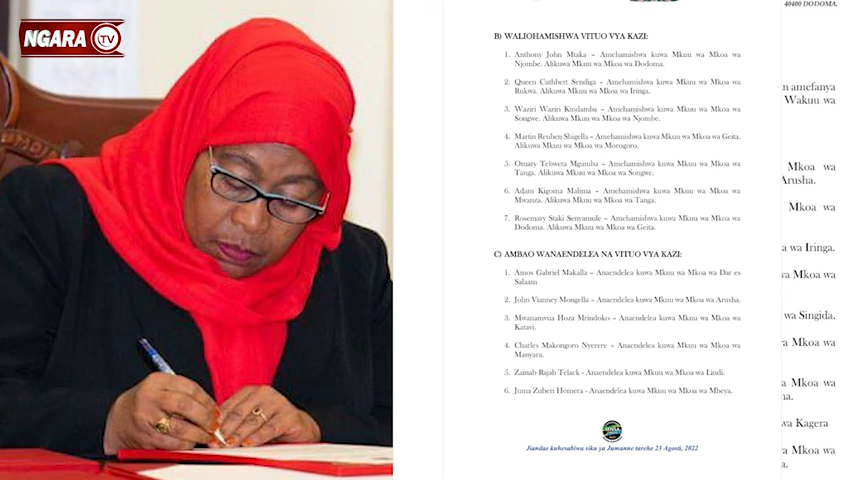 NGARA TV
40400 DODOMA.
B) WALIOHAMISHWA VITUO VYA KAZI:
1. Anthony John Mtaka – Amehamishwa kuwa Mkuu wa Mkoa wa
Njombe. Alikuwa Mkuu wa Mkoa wa Dodoma.
2. Queen Cuthbert Sendiga – Amehamishwa kuwa Mkuu wa Mkoa wa
Rukwa. Alikuwa Mkuu wa Mkoa wa Iringa.
3. Waziri Waziri Kindamba – Amehamishwa kuwa Mkuu wa Mkoa wa
Songwe. Alikuwa Mkuu wa Mkoa wa Njombe.
4. Martin Reuben Shigella – Amehamishwa kuwa Mkuu wa Mkoa wa Geita.
Alikuwa Mkuu wa Mkoa wa Morogoro.
5. Omary Tebweta Mgumba – Amehamishwa kuwa Mkuu wa Mkoa wa
Tanga. Alikuwa Mkuu wa Mkoa wa Songwe.
6. Adam Kigoma Malima – Amehamishwa kuwa Mkuu wa Mkoa wa
Mwanza. Alikuwa Mkuu wa Mkoa wa Tanga.
7. Rosemary Staki Senyamule – Amehamishwa kuwa Mkuu wa Mkoa wa
Dodoma. Alikuwa Mkuu wa Mkoa wa Geita.
C) AMBAO WANAENDELEA NA VITUO VYA KAZI:
1. Amos Gabriel Makalla – Anaendelea kuwa Mkuu wa Mkoa wa Dar es
Salaam
2. John Vianney Mongella – Anaendelea kuwa Mkuu wa Mkoa wa Arusha.
3. Mwanamvua Hoza Mrindoko – Anaendelea kuwa Mkuu wa Mkoa wa
Katavi.
4. Charles Makongoro Nyerere – Anaendelea kuwa Mkuu wa Mkoa wa
Manyara.
5. Zainab Rajab Telack - Anaendelea kuwa Mkuu wa Mkoa wa Lindi.
6. Juma Zuberi Homera - Anaendelea kuwa Mkuu wa Mkoa wa Mbeya.
Jiandae kuhesabiwa siku ya Jumanne tarehe 23 Agosti, 2022
n amefanya
Wakuu wa
Mkoa wa
Arusha.
Mkoa wa
a wa Iringa.
va Mkoa wa
wa Singida.
va Mkoa wa
a Mkoa wa
na.
wa Kagera
va Mkoa wa
a.